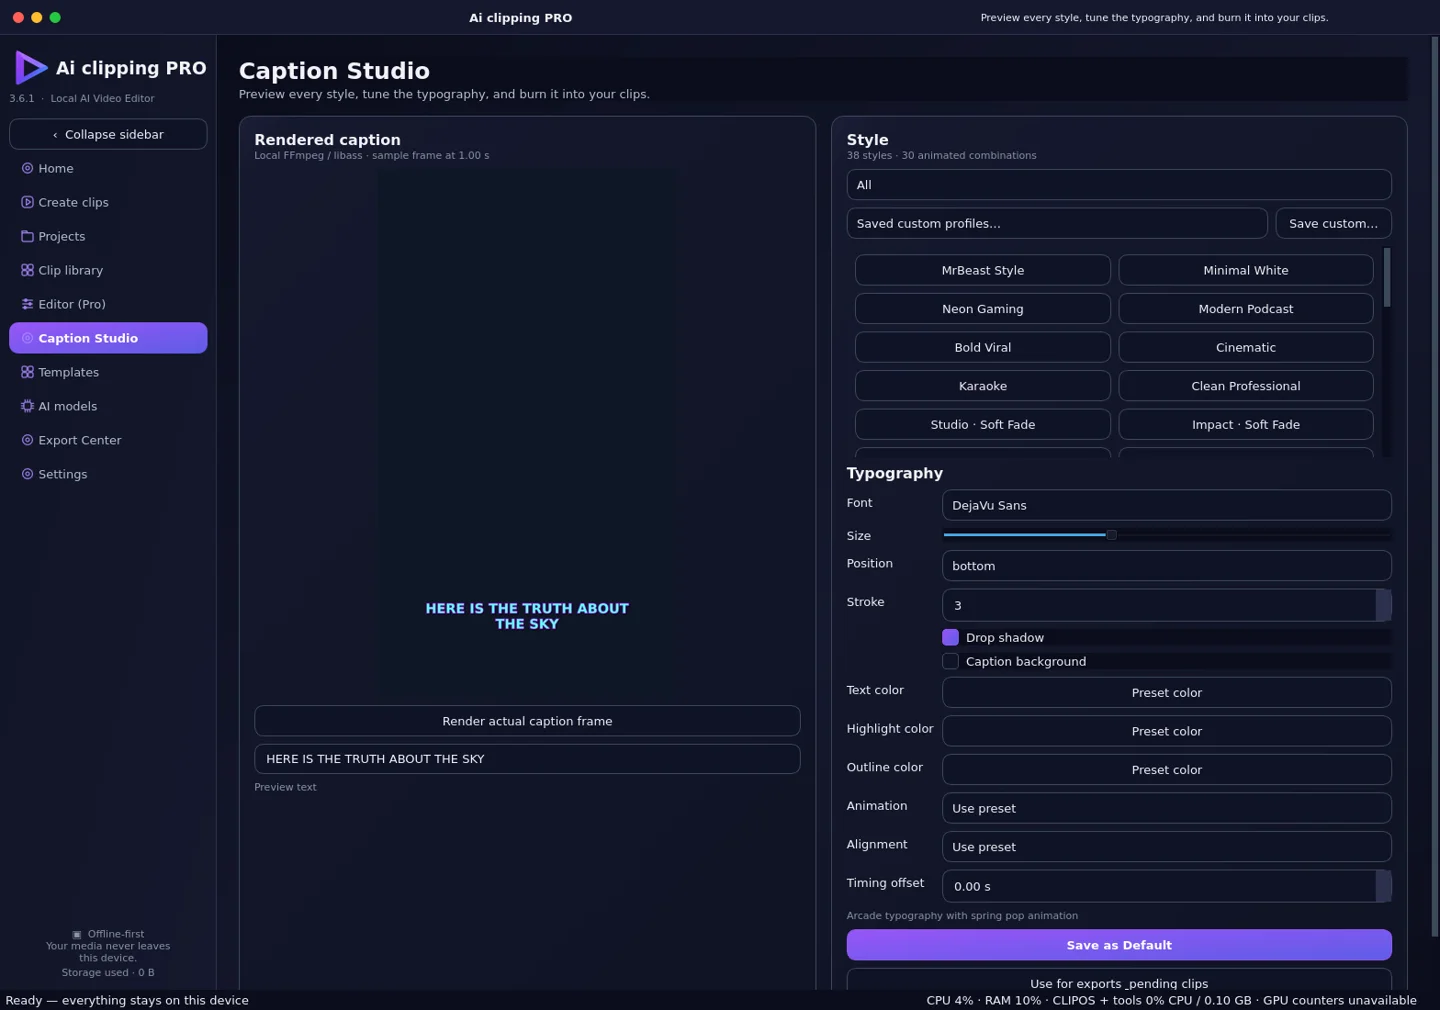 Ai clipping PRO
Preview every style, tune the typography, and burn it into your clips.
Ai clipping PRO
3.6.1 · Local AI Video Editor
‹ Collapse sidebar
Home
Create clips
Projects
Clip library
Editor (Pro)
Caption Studio
Templates
AI models
Export Center
Settings
Offline-first
Your media never leaves
this device.
Storage used · 0 B
Caption Studio
Preview every style, tune the typography, and burn it into your clips.
Rendered caption
Local FFmpeg / libass · sample frame at 1.00 s
HERE IS THE TRUTH ABOUT
THE SKY
Render actual caption frame
HERE IS THE TRUTH ABOUT THE SKY
Preview text
Style
38 styles · 30 animated combinations
All
Saved custom profiles...
Save custom...
MrBeast Style
Minimal White
Neon Gaming
Modern Podcast
Bold Viral
Cinematic
Karaoke
Clean Professional
Studio · Soft Fade
Impact · Soft Fade
Typography
Font
DejaVu Sans
Size
Position
bottom
Stroke
3
Drop shadow
Caption background
Text color
Preset color
Highlight color
Preset color
Outline color
Preset color
Animation
Use preset
Alignment
Use preset
Timing offset
0.00 s
Arcade typography with spring pop animation
Save as Default
Use for exports _pending clips
Ready — everything stays on this device
CPU 4% · RAM 10% · CLIPOS + tools 0% CPU / 0.10 GB · GPU counters unavailable